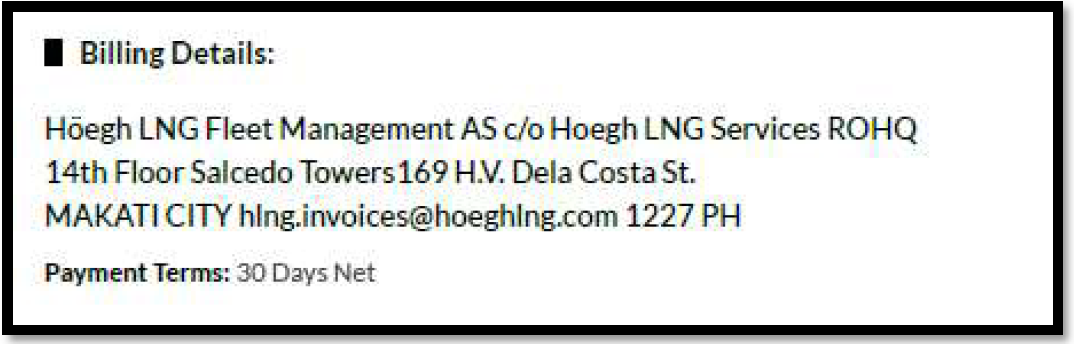 Billing Details:
Höegh LNG Fleet Management AS c/o Hoegh LNG Services ROHQ
14th Floor Salcedo Towers169 H.V. Dela Costa St.
MAKATI CITY hlng.invoices@hoeghlng.com 1227 PH
Payment Terms: 30 Days Net